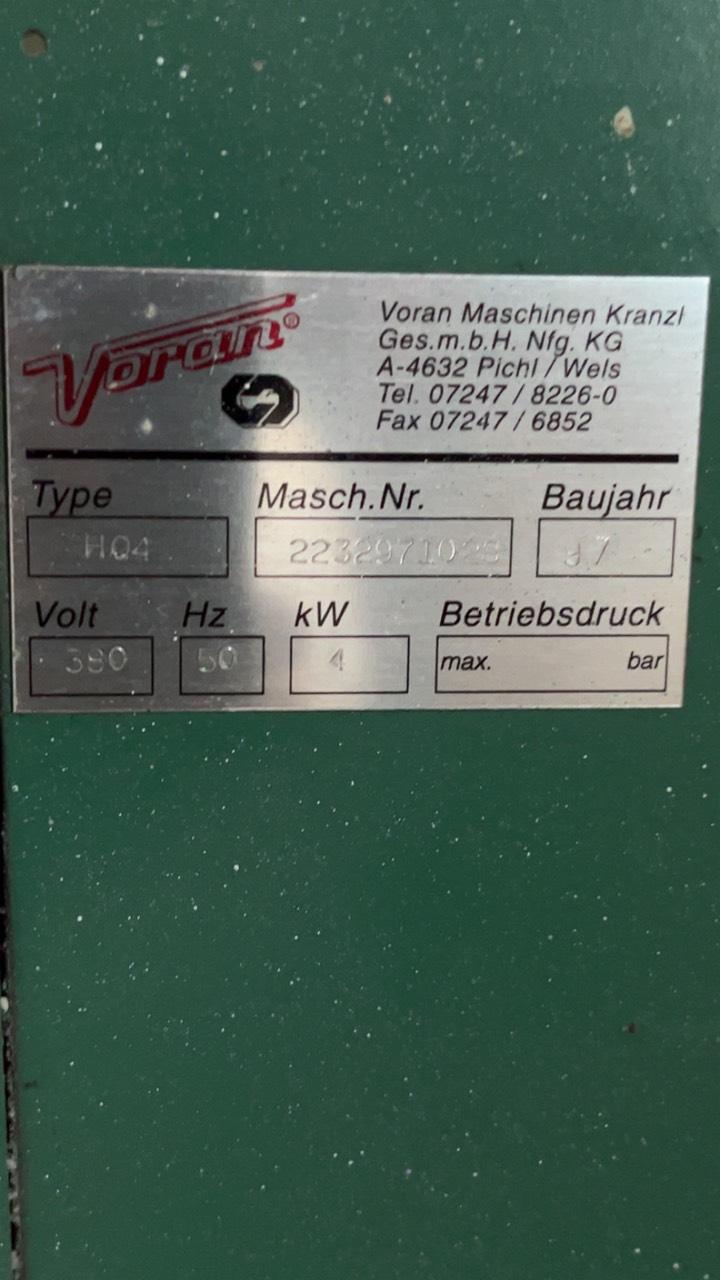 Voran®
Voran Maschinen Kranzl
Ges.m.b.H. Nfg. KG
A-4632 Pichl / Wels
Tel. 07247 / 8226-0
Fax 07247 / 6852
Type Masch.Nr. Baujahr
HQ4
Volt Hz kW Betriebsdruck
380 50 4 max. bar